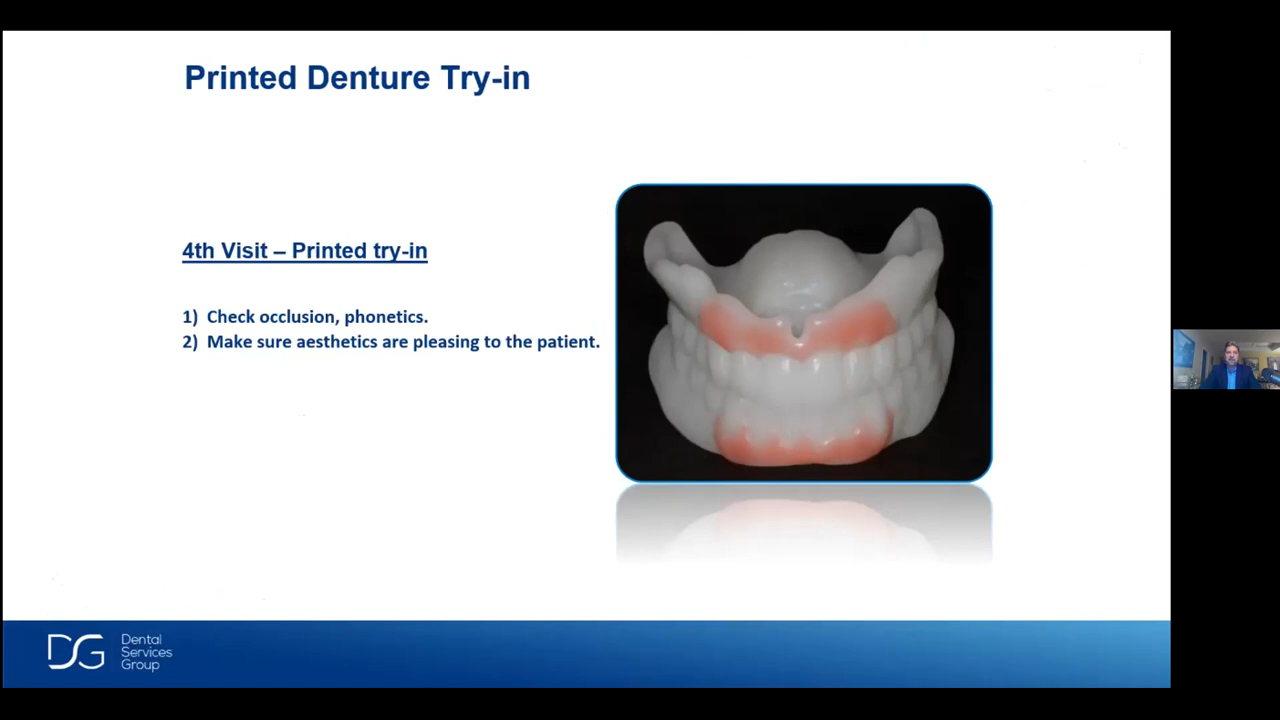 Printed Denture Try-in
4th Visit – Printed try-in
1) Check occlusion, phonetics.
2) Make sure aesthetics are pleasing to the patient.
DSG
Dental
Services
Group